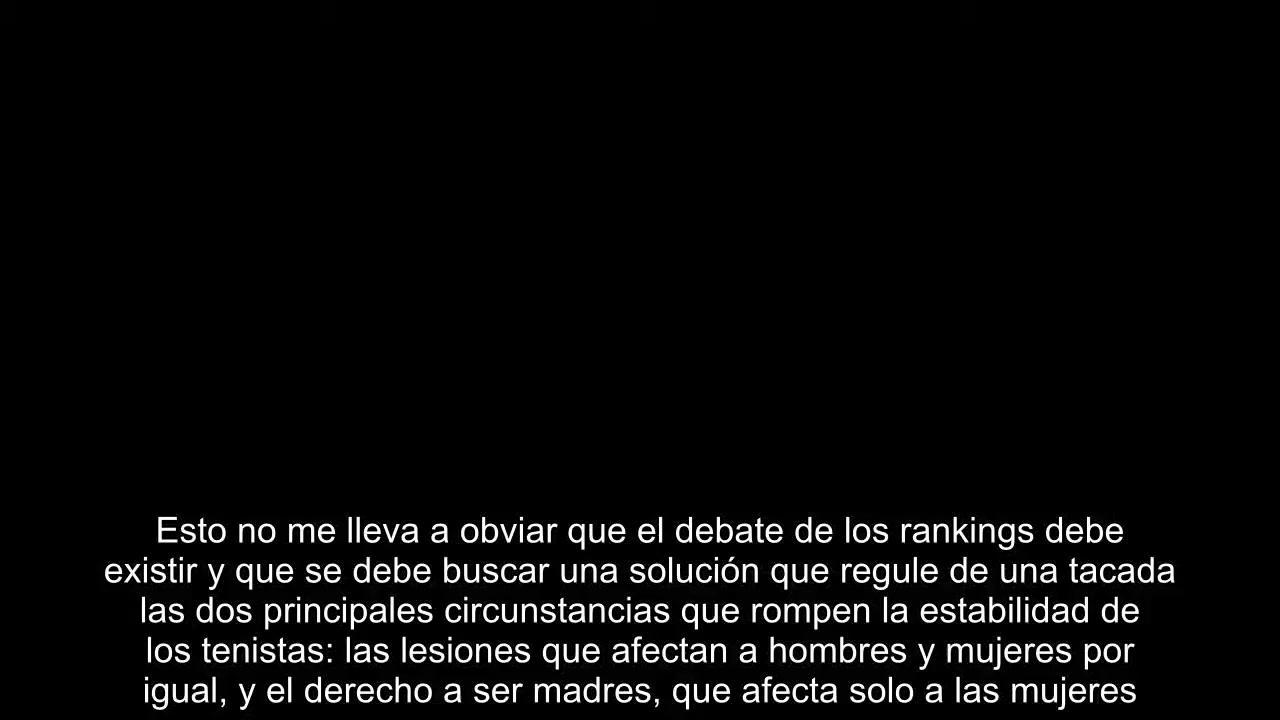 Esto no me lleva a obviar que el debate de los rankings debe
existir y que se debe buscar una solución que regule de una tacada
las dos principales circunstancias que rompen la estabilidad de
los tenistas: las lesiones que afectan a hombres y mujeres por
igual, y el derecho a ser madres, que afecta solo a las mujeres